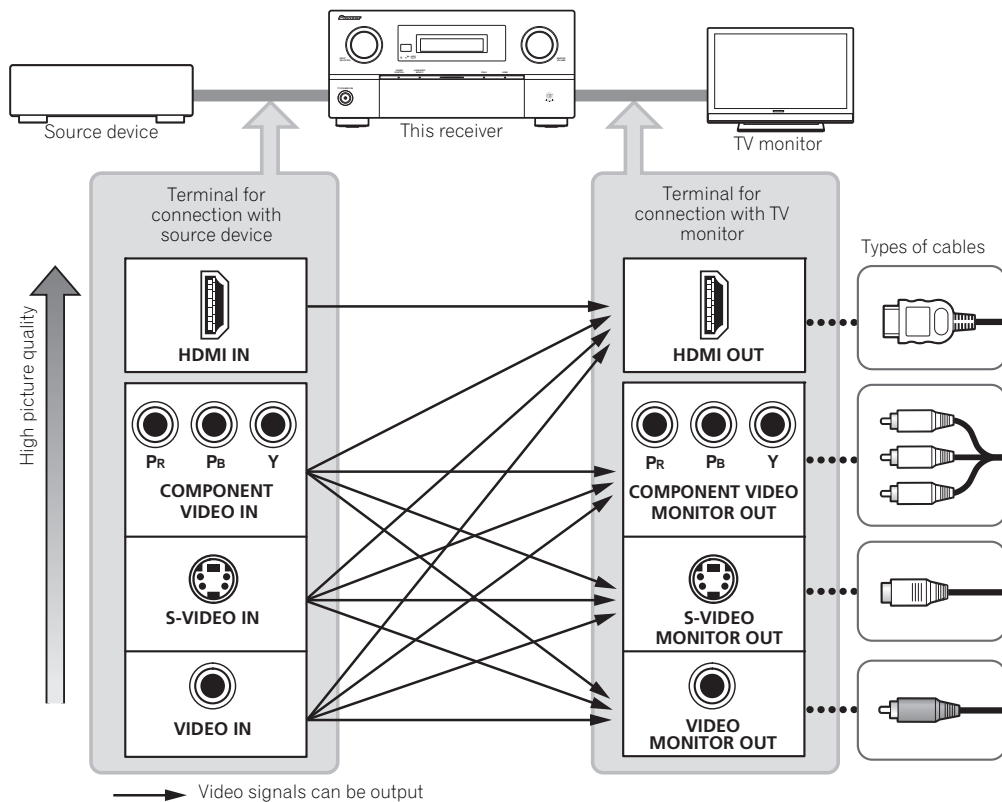 Pioneer
Source device
This receiver
TV monitor
Terminal for
connection with
source device
Terminal for
connection with TV
monitor
Types of cables
High picture quality
HDMI IN
HDMI OUT
PR PB Y
COMPONENT
VIDEO IN
PR PB Y
COMPONENT VIDEO
MONITOR OUT
S-VIDEO IN
S-VIDEO
MONITOR OUT
VIDEO IN
VIDEO
MONITOR OUT
Video signals can be output